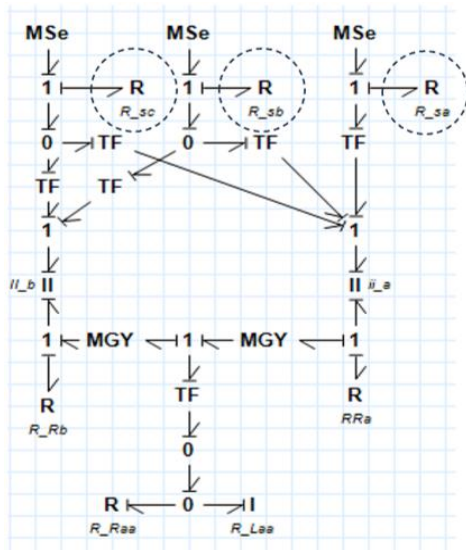 MSe MSe MSe
1 R 1 R 1 R
R_sc R_sb R_sa
0 TF 0 TF TF
TF TF
1 1
II_b II II ii_a
1 MGY 1 MGY 1
R TF R
R_Rb RRa
0
R 0 I
R_Raa R_Laa